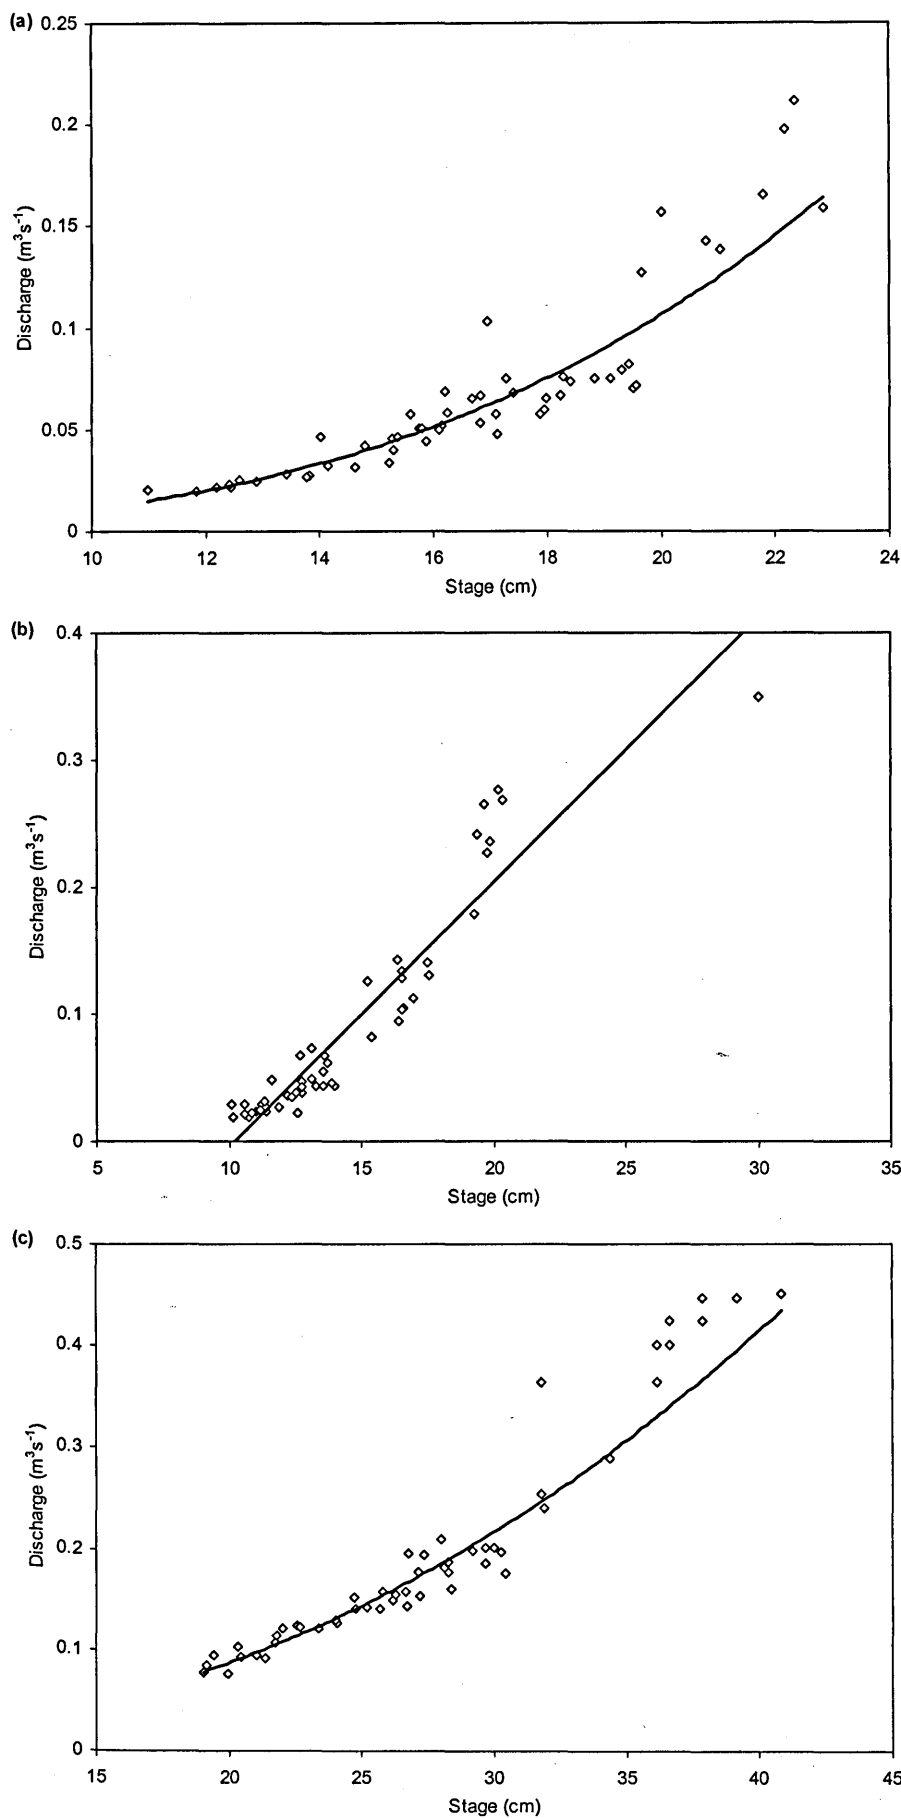 (a)
0.25
0.2
0.15
0.1
0.05
0
Discharge (m³s⁻¹)
10 12 14 16 18 20 22 24
Stage (cm)
(b)
0.4
0.3
0.2
0.1
0
Discharge (m³s⁻¹)
5 10 15 20 25 30 35
Stage (cm)
(c)
0.5
0.4
0.3
0.2
0.1
0
Discharge (m³s⁻¹)
15 20 25 30 35 40 45
Stage (cm)